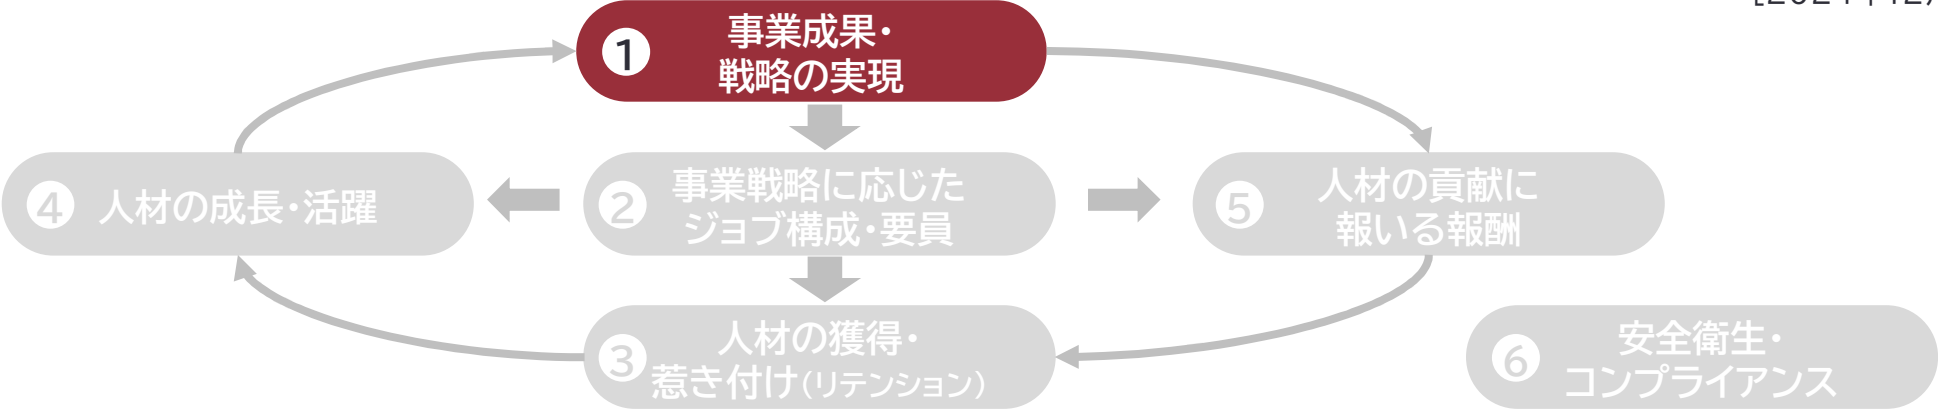 1
事業成果・
戦略の実現
4
人材の成長・活躍
2
事業戦略に応じた
ジョブ構成・要員
5
人材の貢献に
報いる報酬
3
人材の獲得・
惹き付け(リテンション)
6
安全衛生・
コンプライアンス